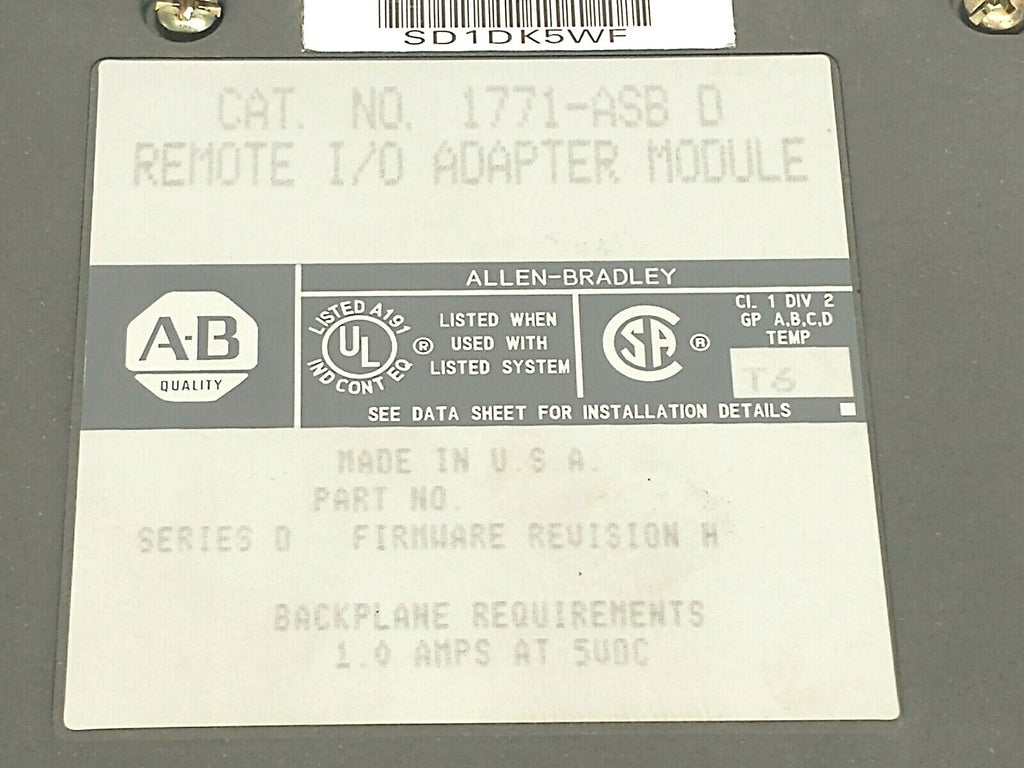 SD1DK5WF
CAT. NO. 1771-ASB D
REMOTE I/O ADAPTER MODULE
ALLEN-BRADLEY
A-B
QUALITY
LISTED A191
UL
IND CONT EQ
®
LISTED WHEN
USED WITH
LISTED SYSTEM
CSA
®
CL 1 DIV 2
GP A,B,C,D
TEMP
T6
SEE DATA SHEET FOR INSTALLATION DETAILS
MADE IN U.S.A.
PART NO.
SERIES D FIRMWARE REVISION H
BACKPLANE REQUIREMENTS
1.0 AMPS AT 5VDC